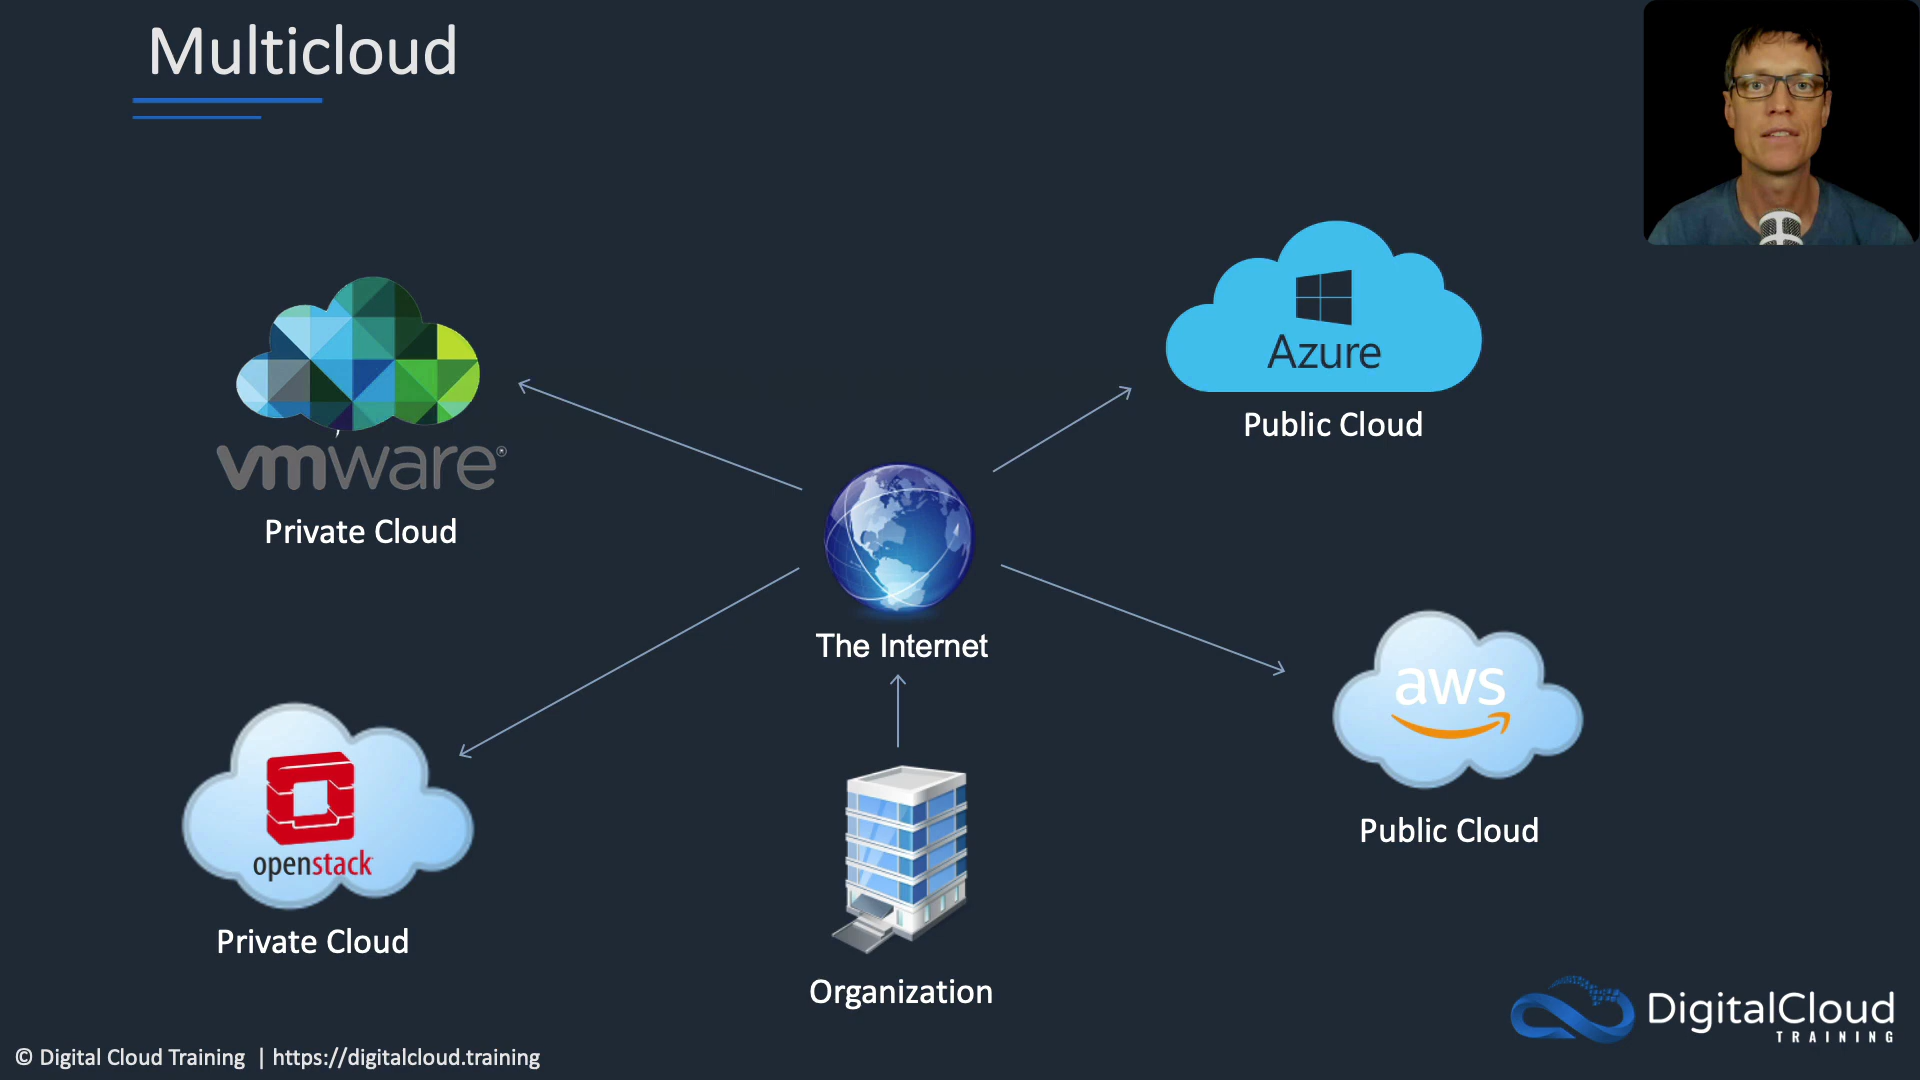 Multicloud
Azure
Public Cloud
vmware®
Private Cloud
The Internet
aws
Public Cloud
openstack
Private Cloud
Organization
DigitalCloud
TRAINING
© Digital Cloud Training | https://digitalcloud.training